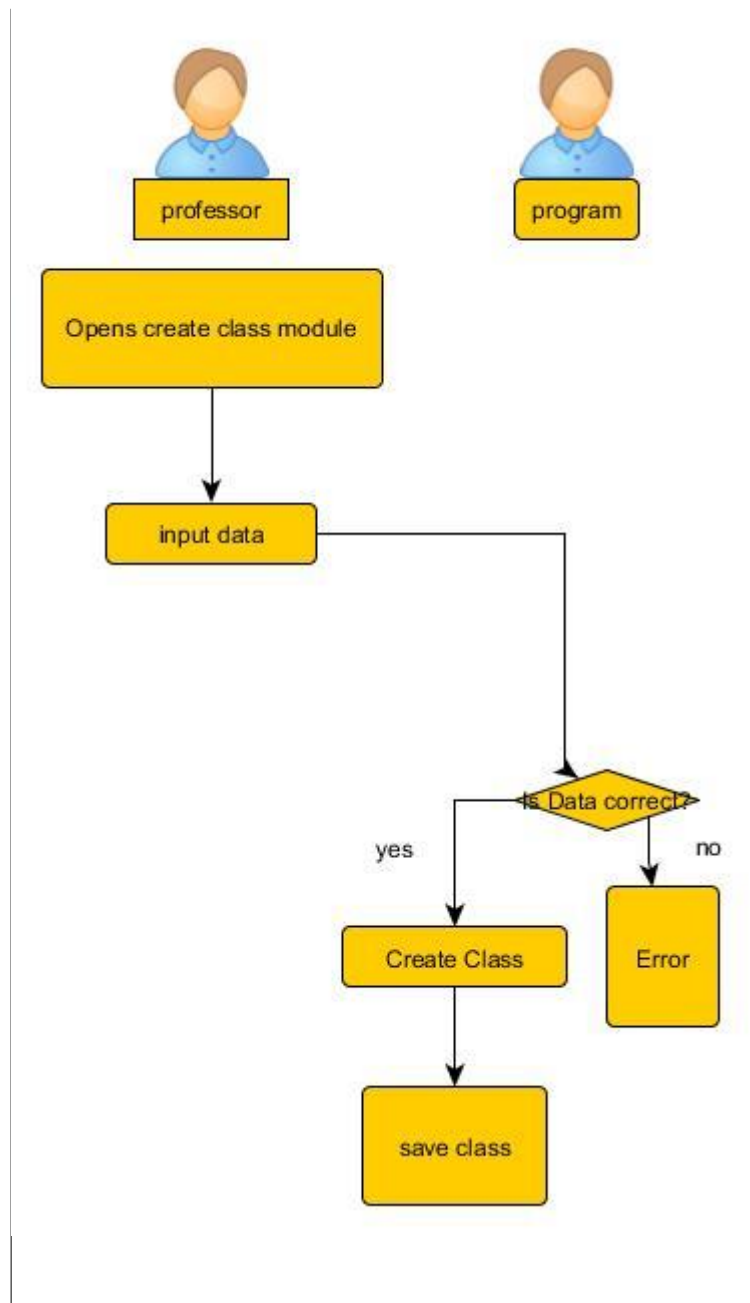 professor
program
Opens create class module
input data
Is Data correct?
yes
no
Create Class
Error
save class